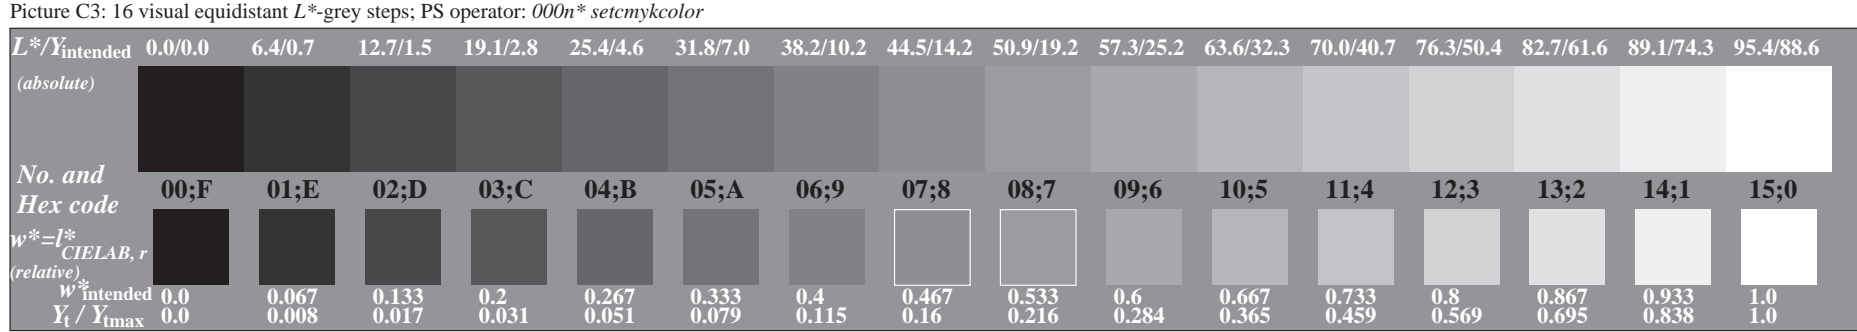 Picture C3: 16 visual equidistant L*-grey steps; PS operator: 000n* setcmykcolor
L*/Yintended 0.0/0.0 6.4/0.7 12.7/1.5 19.1/2.8 25.4/4.6 31.8/7.0 38.2/10.2 44.5/14.2 50.9/19.2 57.3/25.2 63.6/32.3 70.0/40.7 76.3/50.4 82.7/61.6 89.1/74.3 95.4/88.6
(absolute)
No. and
Hex code 00;F 01;E 02;D 03;C 04;B 05;A 06;9 07;8 08;7 09;6 10;5 11;4 12;3 13;2 14;1 15;0
w*=l*CIELAB, r
(relative)
w*intended 0.0 0.067 0.133 0.2 0.267 0.333 0.4 0.467 0.533 0.6 0.667 0.733 0.8 0.867 0.933 1.0
Yt / Ytmax 0.0 0.008 0.017 0.031 0.051 0.079 0.115 0.16 0.216 0.284 0.365 0.459 0.569 0.695 0.838 1.0